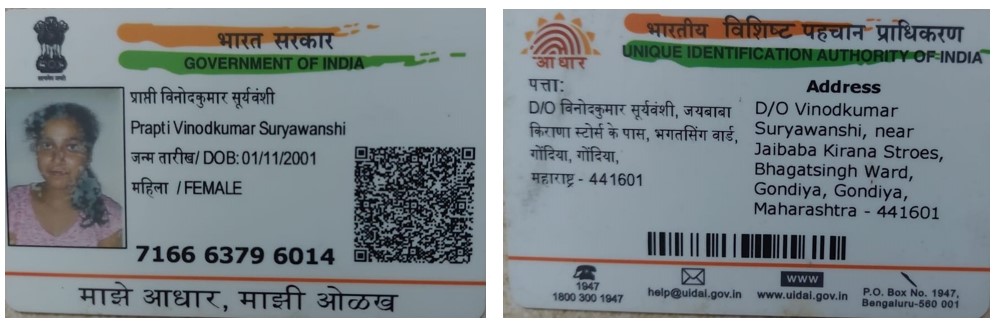 भारत सरकार
GOVERNMENT OF INDIA
प्राप्ती विनोदकुमार सूर्यवंशी
Prapti Vinodkumar Suryawanshi
जन्म तारीख/ DOB: 01/11/2001
महिला / FEMALE
7166 6379 6014
माझे आधार, माझी ओळख
भारतीय विशिष्ट पहचान प्राधिकरण
UNIQUE IDENTIFICATION AUTHORITY OF INDIA
आधार
पत्ता:
D/O विनोदकुमार सूर्यवंशी, जयबाबा
किराणा स्टोर्स के पास, भगतसिंग वार्ड,
गोंदिया, गोंदिया,
महाराष्ट्र - 441601
Address
D/O Vinodkumar
Suryawanshi, near
Jaibaba Kirana Stroes,
Bhagatsingh Ward,
Gondiya, Gondiya,
Maharashtra - 441601
1947
1800 300 1947
help@uidai.gov.in
www
www.uidai.gov.in
P.O. Box No. 1947,
Bengaluru-560 001